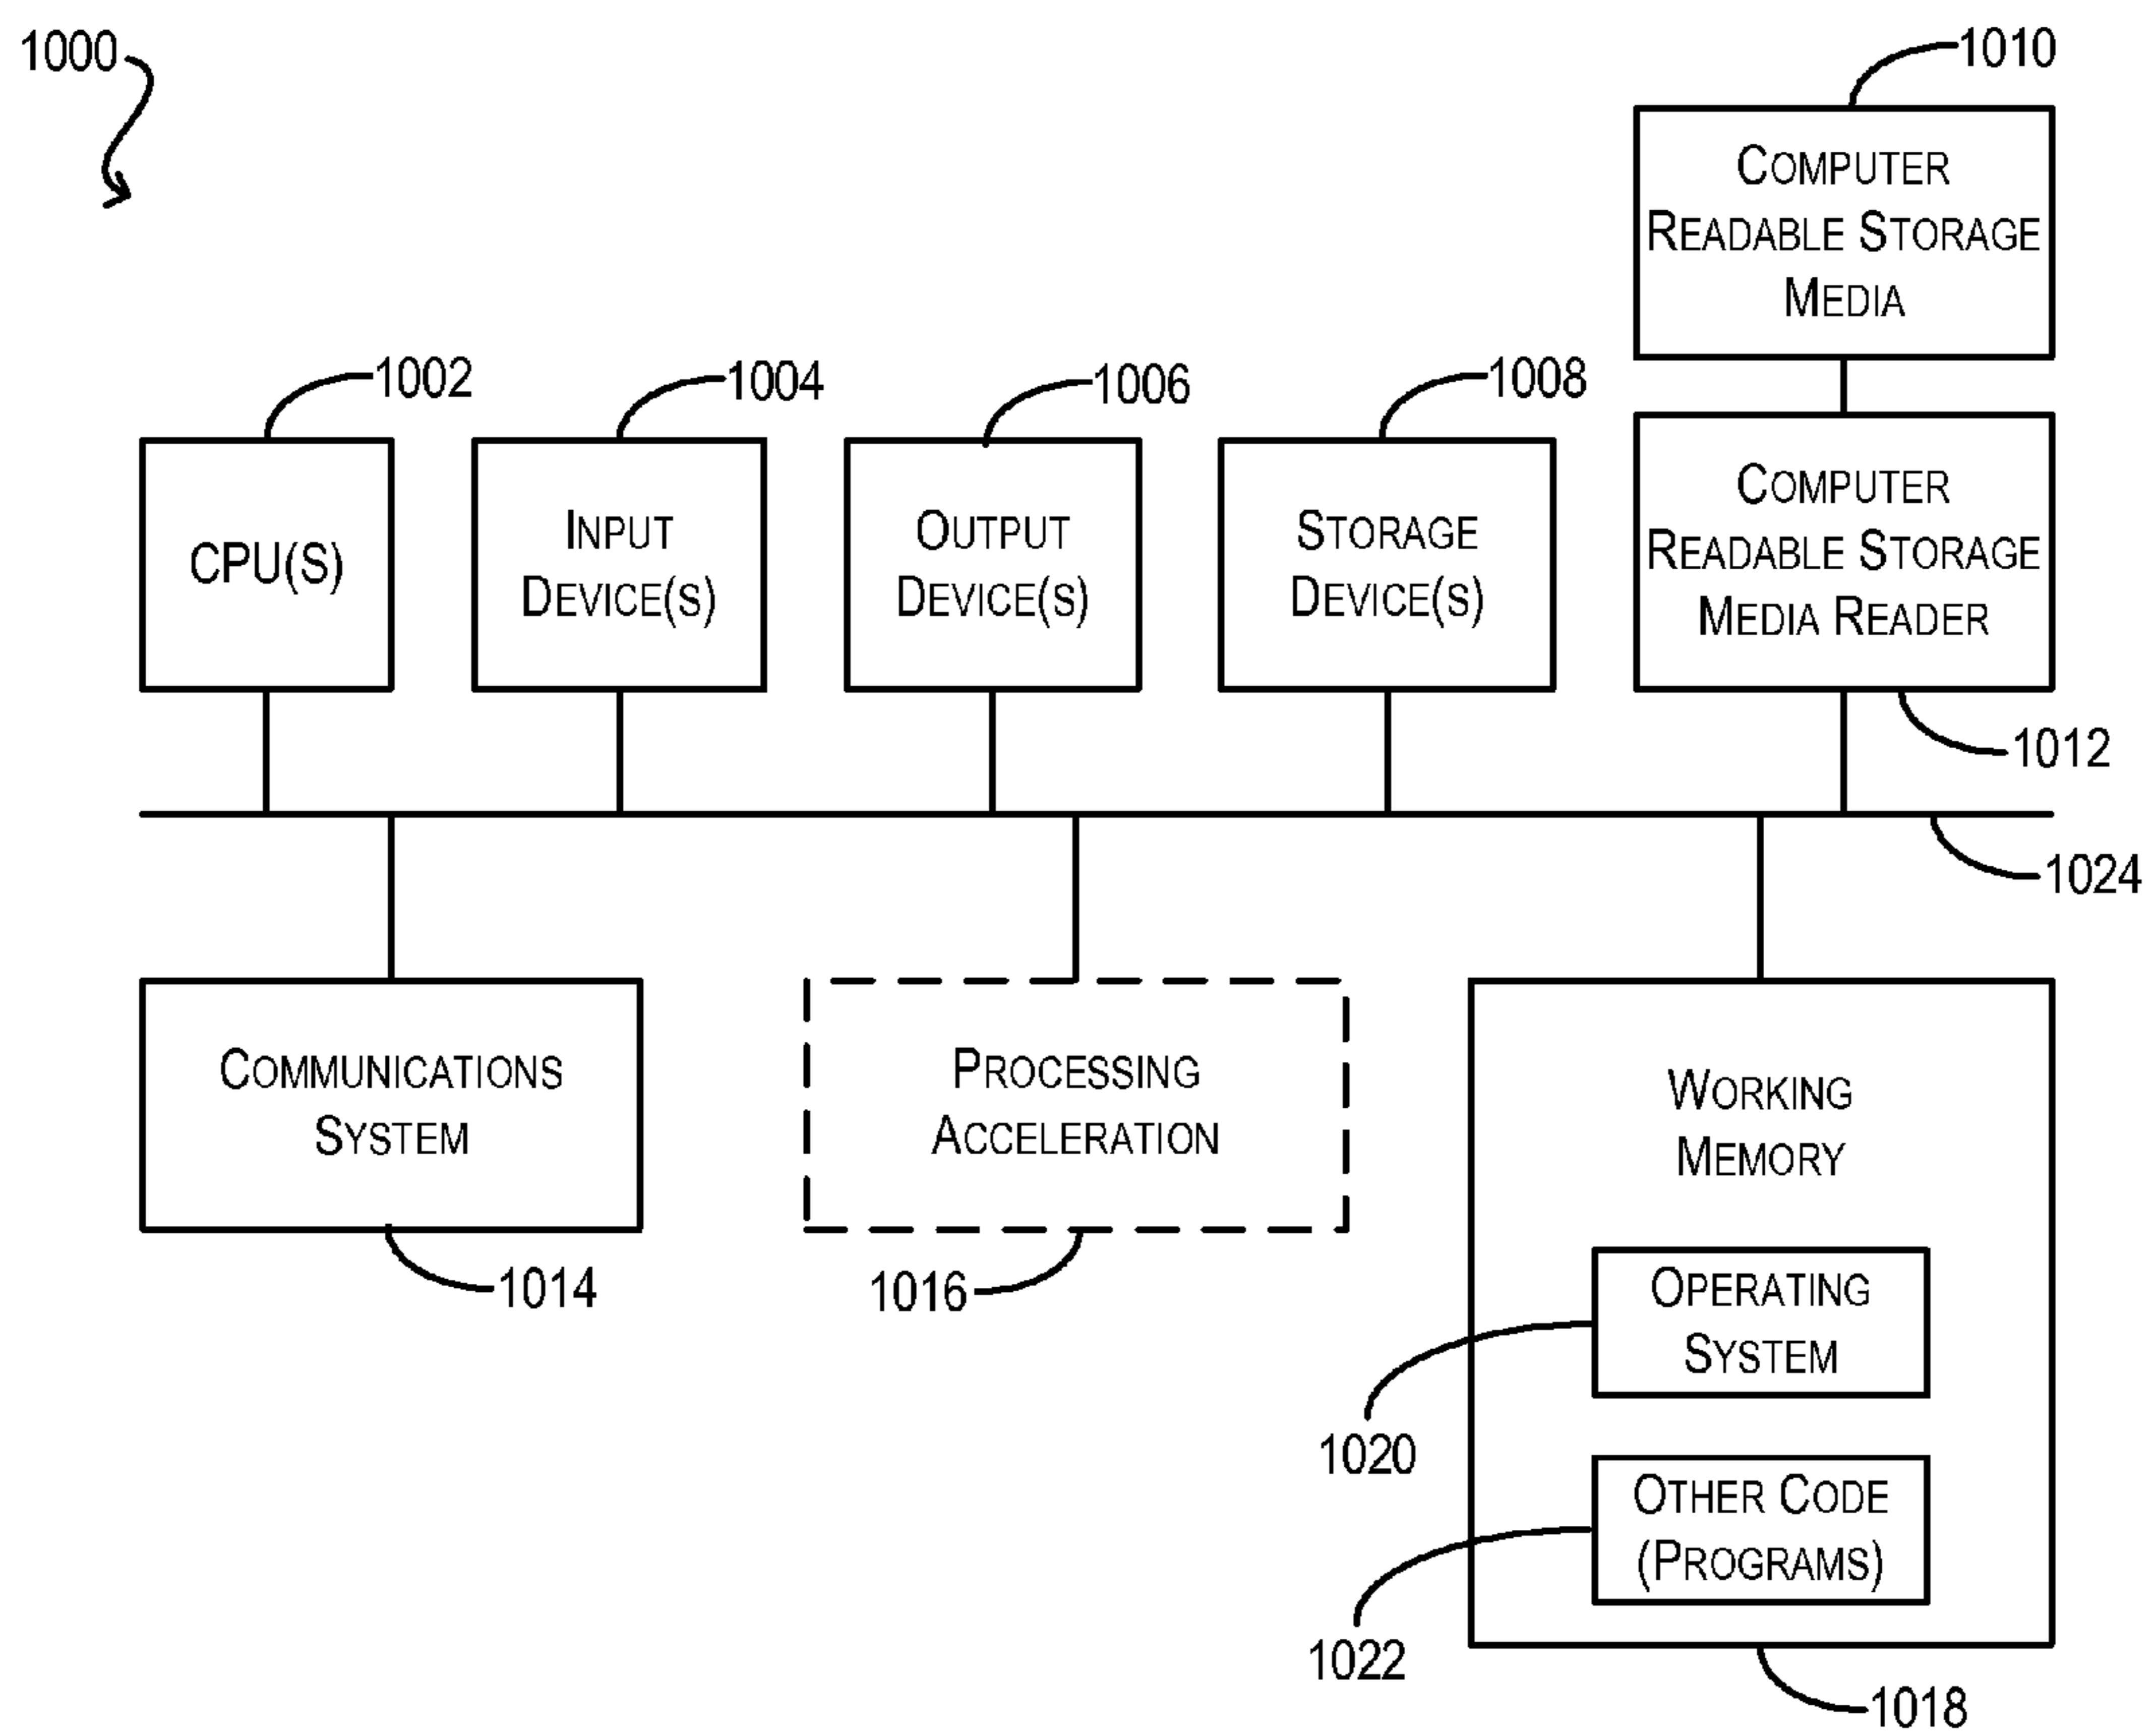 1000
1010
COMPUTER
READABLE STORAGE
MEDIA
1002
1004
1006
1008
CPU(S)
INPUT
DEVICE(S)
OUTPUT
DEVICE(S)
STORAGE
DEVICE(S)
COMPUTER
READABLE STORAGE
MEDIA READER
1012
1024
COMMUNICATIONS
SYSTEM
1014
PROCESSING
ACCELERATION
1016
WORKING
MEMORY
OPERATING
SYSTEM
1020
OTHER CODE
(PROGRAMS)
1022
1018